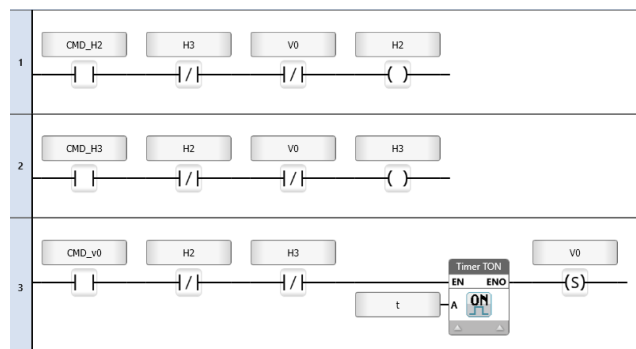 CMD_H2 H3 V0 H2
1
( )
CMD_H3 H2 V0 H3
2
( )
CMD_v0 H2 H3 V0
Timer TON
EN ENO
(S)
3
t A ON